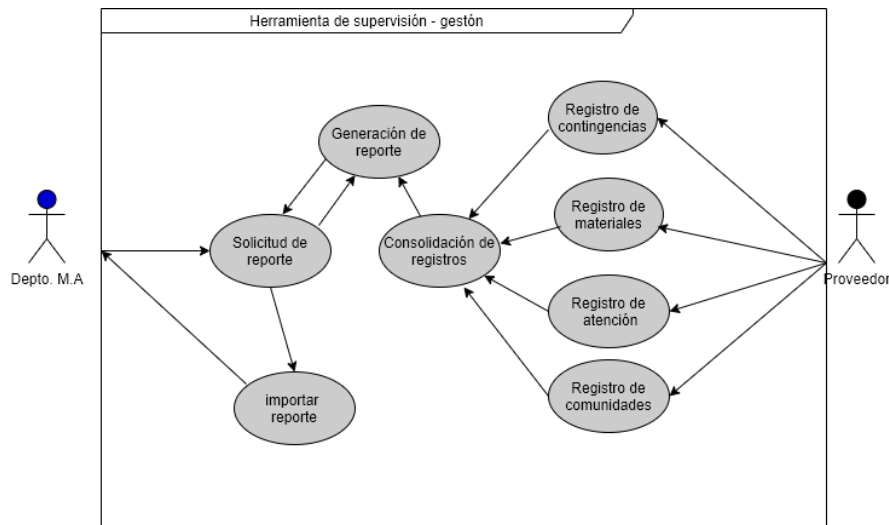 Herramienta de supervisión - gestón
Generación de
reporte
Registro de
contingencias
Registro de
materiales
Solicitud de
reporte
Consolidación de
registros
Depto. M.A
Proveedor
Registro de
atención
importar
reporte
Registro de
comunidades